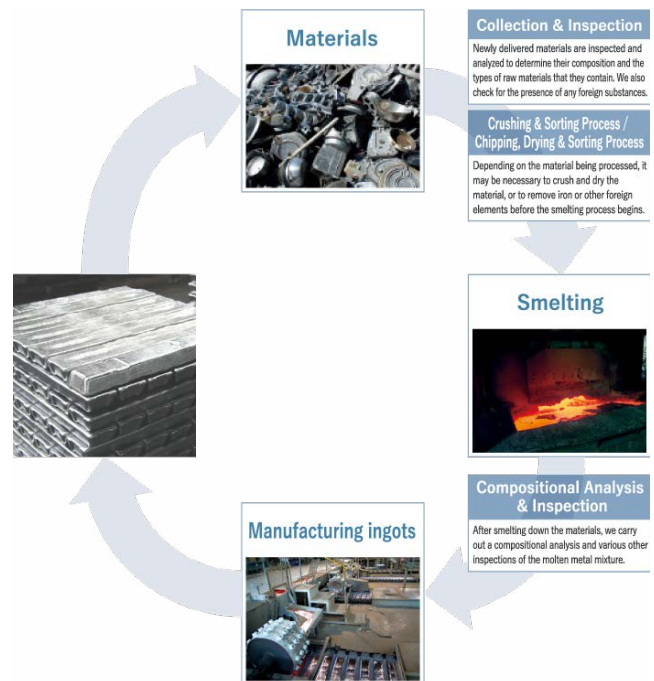 Materials
Collection & Inspection
Newly delivered materials are inspected and
analyzed to determine their composition and the
types of raw materials that they contain. We also
check for the presence of any foreign substances.
Crushing & Sorting Process /
Chipping, Drying & Sorting Process
Depending on the material being processed, it
may be necessary to crush and dry the
material, or to remove iron or other foreign
elements before the smelting process begins.
Smelting
Compositional Analysis
& Inspection
After smelting down the materials, we carry
out a compositional analysis and various other
inspections of the molten metal mixture.
Manufacturing ingots